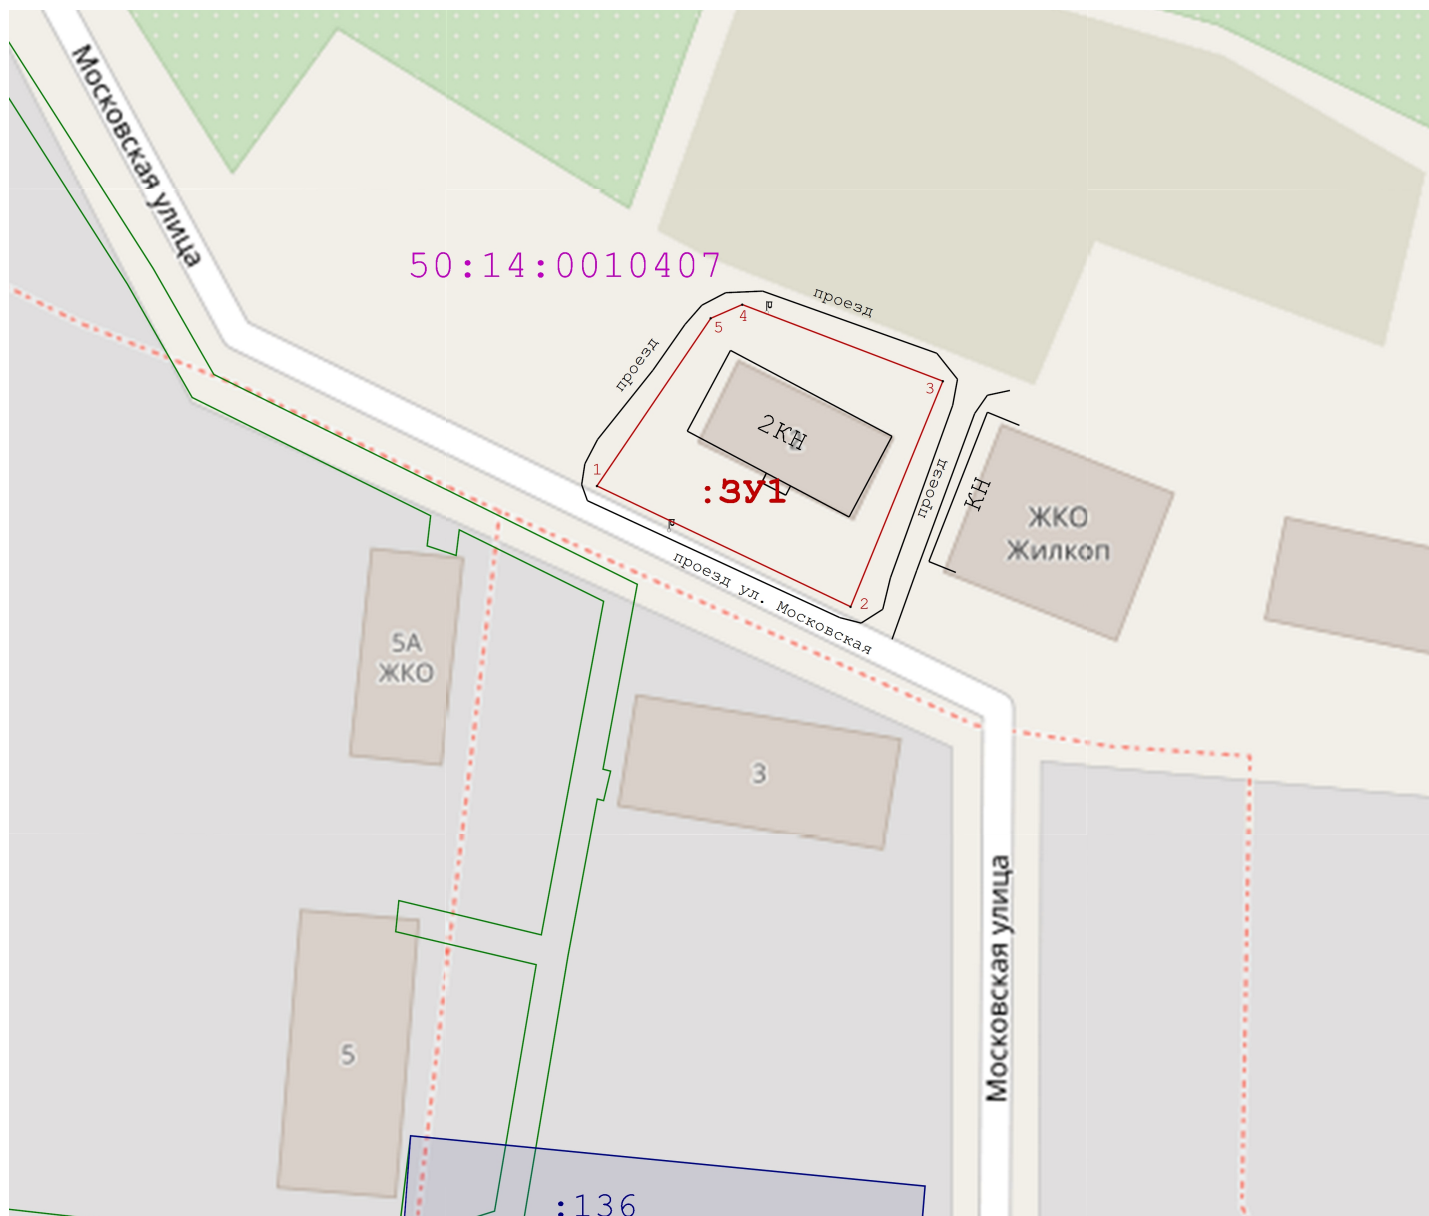 Московская улица
50:14:0010407
проезд
р
4
5
проезд
3
2КН
1
:ЗУ1
проезд
КН
ЖКО
Жилкоп
р
проезд ул. Московская
2
5А
ЖКО
3
Московская улица
5
:136